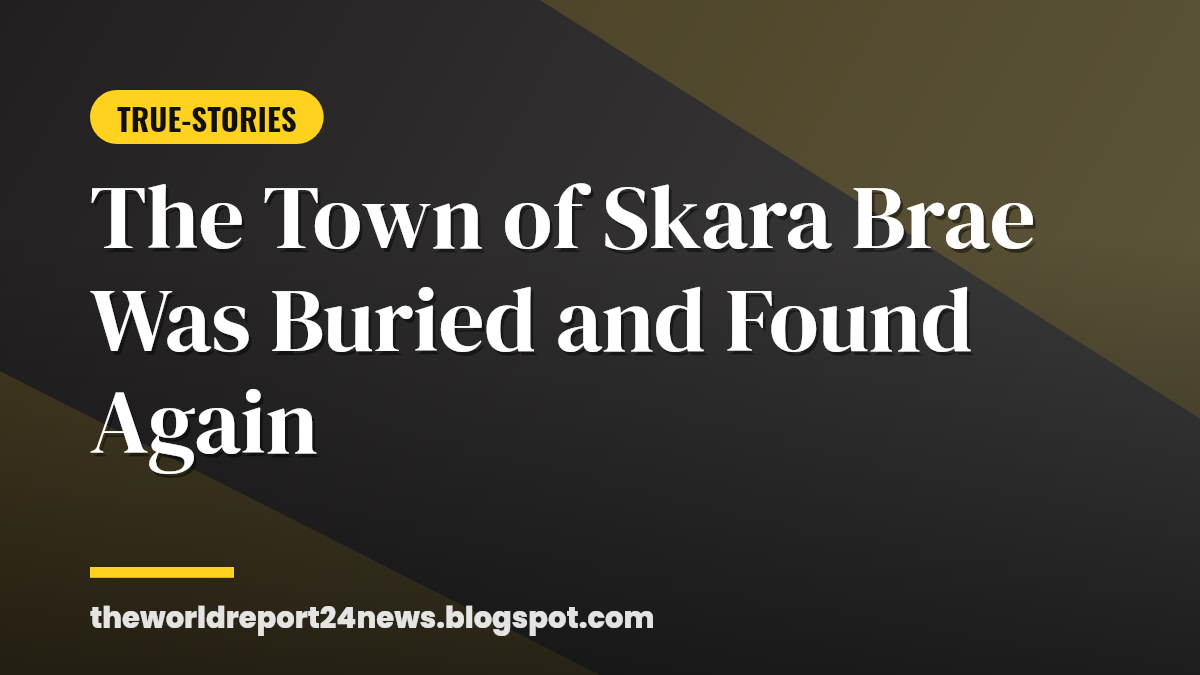 TRUE-STORIES
The Town of Skara Brae
Was Buried and Found
Again
theworldreport24news.blogspot.com